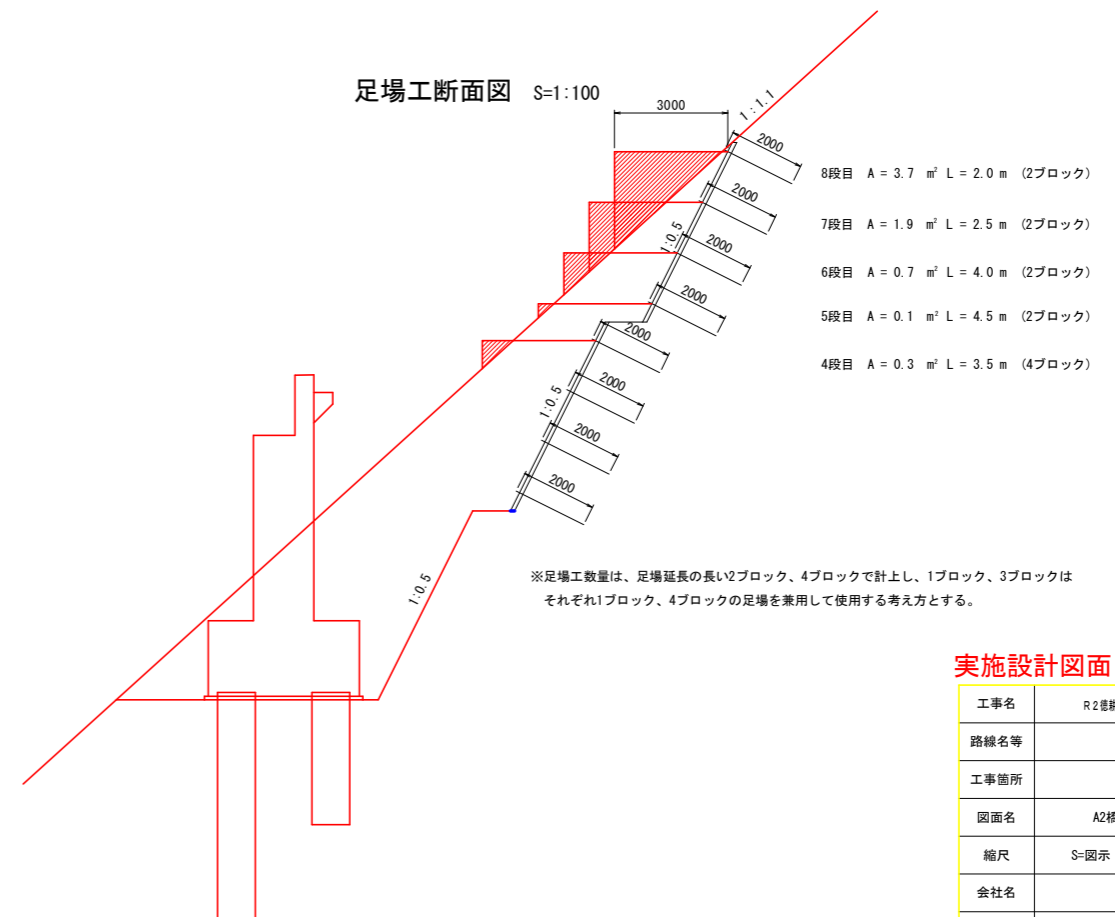 足場工断面図 S=1:100
3000
1:1.1
2000
8段目 A = 3.7 ㎡ L = 2.0 m (2ブロック)
2000
7段目 A = 1.9 ㎡ L = 2.5 m (2ブロック)
1:0.5
2000
6段目 A = 0.7 ㎡ L = 4.0 m (2ブロック)
2000
5段目 A = 0.1 ㎡ L = 4.5 m (2ブロック)
2000
4段目 A = 0.3 ㎡ L = 3.5 m (4ブロック)
2000
1:0.5
2000
2000
1:0.5
※足場工数量は、足場延長の長い2ブロック、4ブロックで計上し、1ブロック、3ブロックは
それぞれ1ブロック、4ブロックの足場を兼用して使用する考え方とする。
実施設計図面
工事名 R2徳
路線名等
工事箇所
図面名 A2橋
縮尺 S=図示
会社名